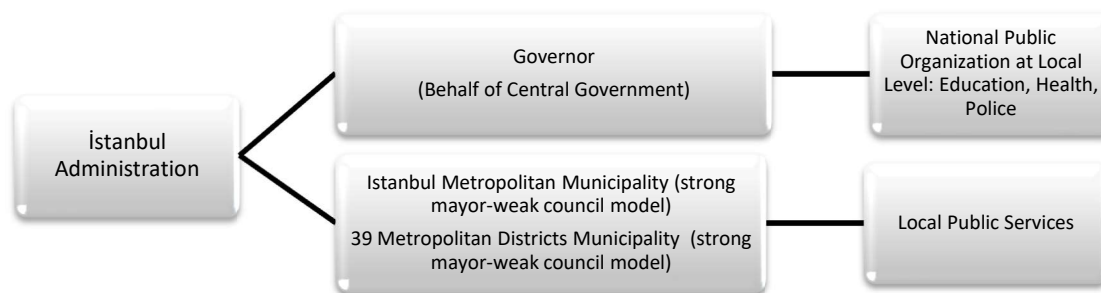 İstanbul
Administration
Governor
(Behalf of Central Government)
National Public
Organization at Local
Level: Education, Health,
Police
Istanbul Metropolitan Municipality (strong
mayor-weak council model)
39 Metropolitan Districts Municipality (strong
mayor-weak council model)
Local Public Services